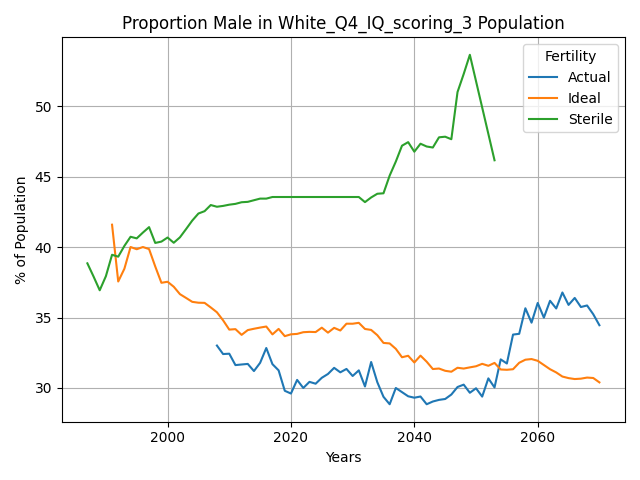 Proportion Male in White_Q4_IQ_scoring_3 Population
Fertility
Actual
Ideal
Sterile
% of Population
50
45
40
35
30
2000 2020 2040 2060
Years